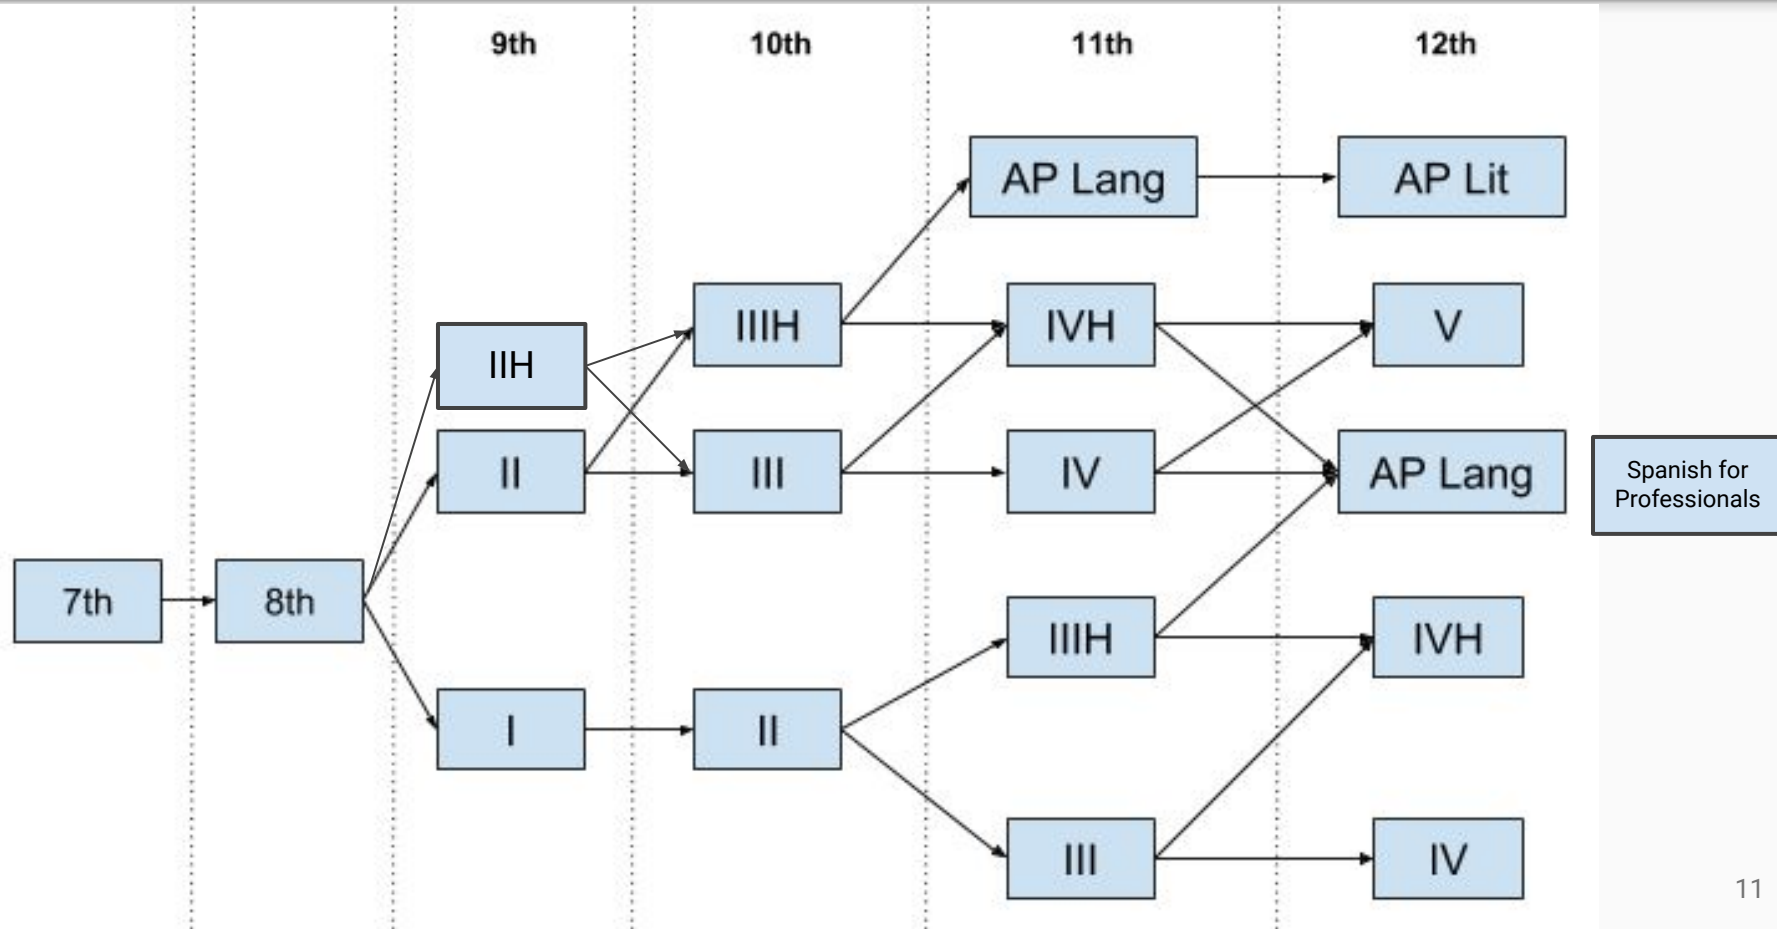 9th
10th
11th
12th
AP Lang
AP Lit
IIIH
IVH
V
IIH
II
III
IV
AP Lang
Spanish for
Professionals
7th
8th
IIIH
IVH
I
II
III
IV
11